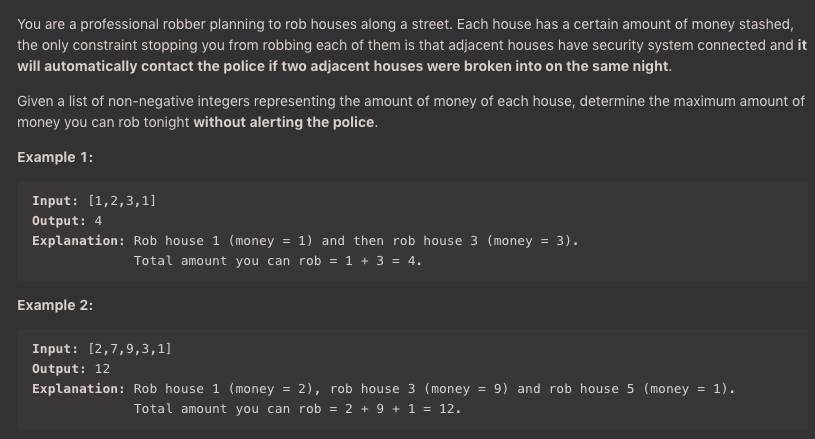 You are a professional robber planning to rob houses along a street. Each house has a certain amount of money stashed,
the only constraint stopping you from robbing each of them is that adjacent houses have security system connected and it
will automatically contact the police if two adjacent houses were broken into on the same night.
Given a list of non-negative integers representing the amount of money of each house, determine the maximum amount of
money you can rob tonight without alerting the police.
Example 1:
Input: [1,2,3,1]
Output: 4
Explanation: Rob house 1 (money = 1) and then rob house 3 (money = 3).
Total amount you can rob = 1 + 3 = 4.
Example 2:
Input: [2,7,9,3,1]
Output: 12
Explanation: Rob house 1 (money = 2), rob house 3 (money = 9) and rob house 5 (money = 1).
Total amount you can rob = 2 + 9 + 1 = 12.